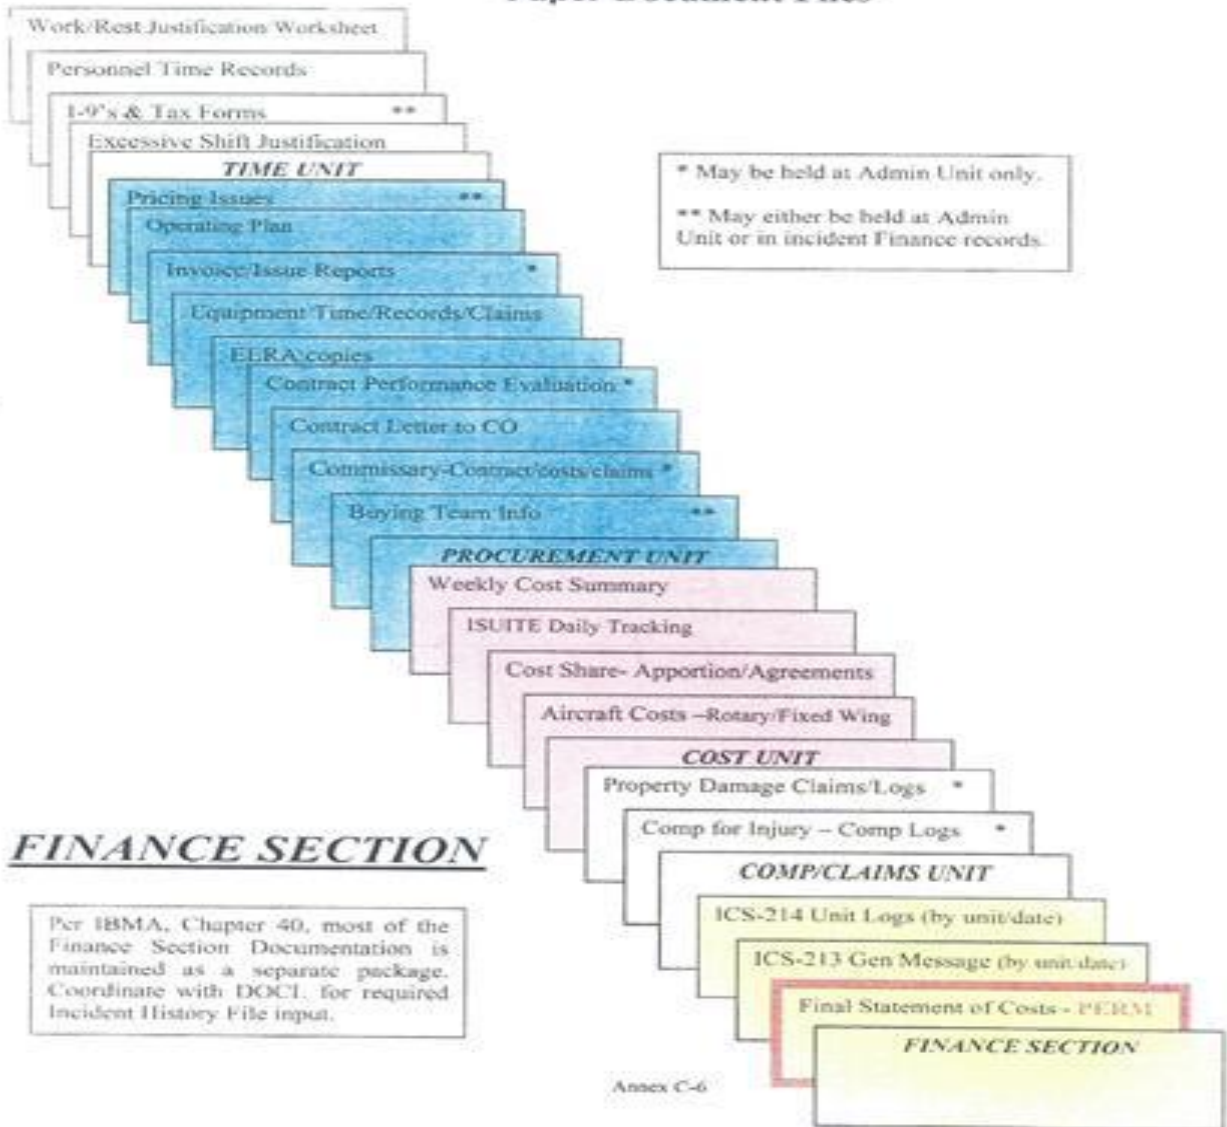 Paper Document Files
Work/Rest Justification Worksheet
Personnel Time Records
I-9's & Tax Forms **
Excessive Shift Justification
TIME UNIT
Pricing Issues **
Operating Plan
Invoice/Issue Reports *
Equipment Time/Records/Claims
EERA copies
Contract Performance Evaluation *
Contract Letter to CO
Commissary-Contract/costs/claims *
Buying Team Info **
PROCUREMENT UNIT
Weekly Cost Summary
ISUITE Daily Tracking
Cost Share- Apportion/Agreements
Aircraft Costs –Rotary/Fixed Wing
COST UNIT
Property Damage Claims/Logs *
Comp for Injury – Comp Logs *
COMP/CLAIMS UNIT
ICS-214 Unit Logs (by unit/date)
ICS-213 Gen Message (by unit/date)
Final Statement of Costs - PERM
FINANCE SECTION
* May be held at Admin Unit only.
** May either be held at Admin
Unit or in incident Finance records.
FINANCE SECTION
Per IBMA, Chapter 40, most of the
Finance Section Documentation is
maintained as a separate package.
Coordinate with DOCL for required
Incident History File input.
Annex C-6